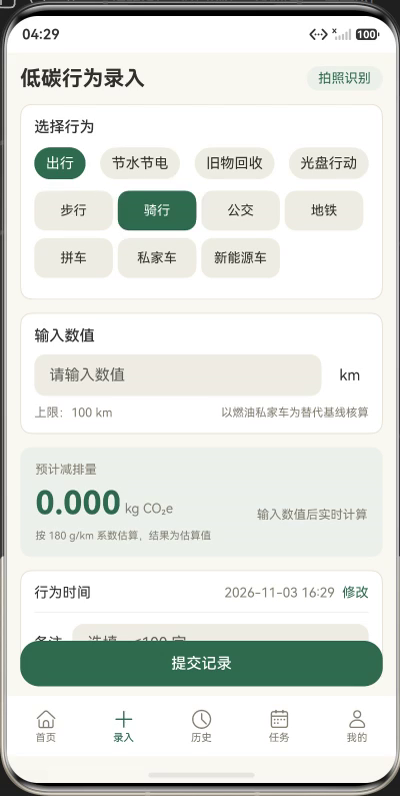 04:29
100
低碳行为录入
拍照识别
选择行为
出行 节水节电 旧物回收 光盘行动
步行 骑行 公交 地铁
拼车 私家车 新能源车
输入数值
请输入数值 km
上限：100 km 以燃油私家车为替代基线核算
预计减排量
0.000 kg CO₂e 输入数值后实时计算
按 180 g/km 系数估算，结果为估算值
行为时间 2026-11-03 16:29 修改
备注 选填，≤100 字
提交记录
首页 录入 历史 任务 我的